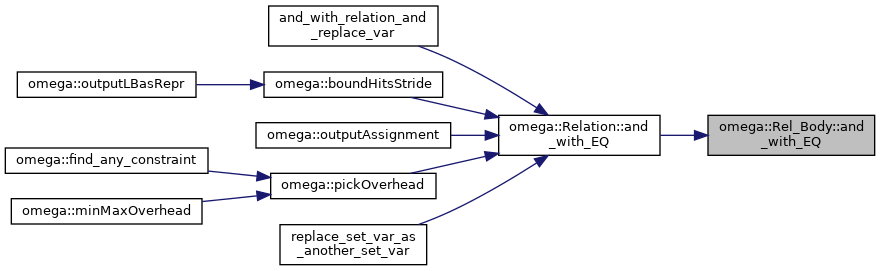 and_with_relation_and
_replace_var
omega::outputLBasRepr
omega::boundHitsStride
omega::outputAssignment
omega::Relation::and
_with_EQ
omega::Rel_Body::and
_with_EQ
omega::find_any_constraint
omega::pickOverhead
omega::minMaxOverhead
replace_set_var_as
_another_set_var